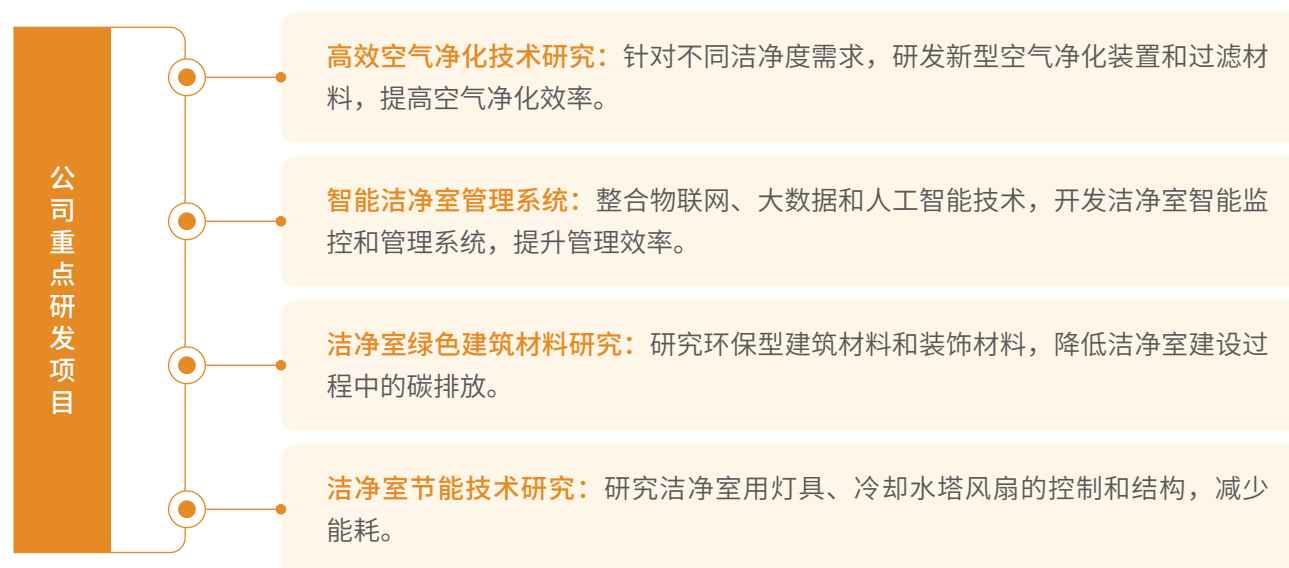 公司重点研发项目
高效空气净化技术研究：针对不同洁净度需求，研发新型空气净化装置和过滤材
料，提高空气净化效率。
智能洁净室管理系统：整合物联网、大数据和人工智能技术，开发洁净室智能监
控和管理系统，提升管理效率。
洁净室绿色建筑材料研究：研究环保型建筑材料和装饰材料，降低洁净室建设过
程中的碳排放。
洁净室节能技术研究：研究洁净室用灯具、冷却水塔风扇的控制和结构，减少
能耗。